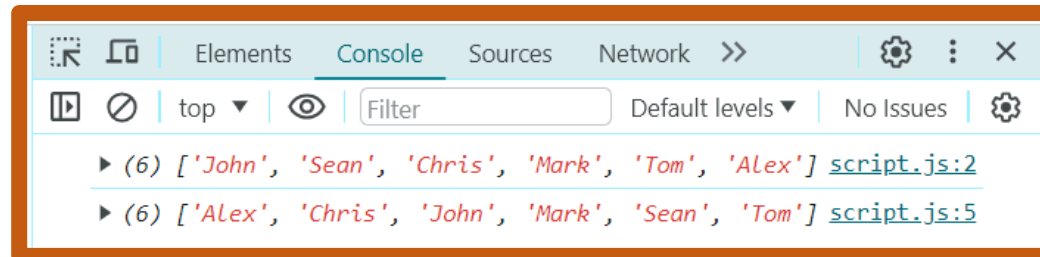 Elements Console Sources Network
top Filter Default levels No Issues
(6) ['John', 'Sean', 'Chris', 'Mark', 'Tom', 'Alex'] script.js:2
(6) ['Alex', 'Chris', 'John', 'Mark', 'Sean', 'Tom'] script.js:5